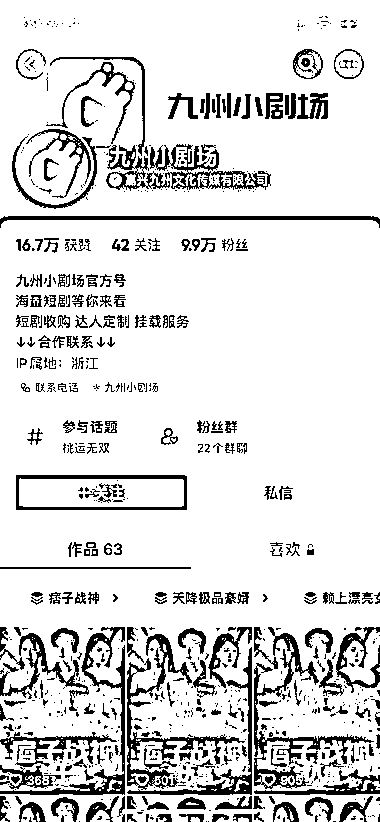 九州小剧场
九州小剧场
嘉兴九州文化传媒有限公司
16.7万 获赞 42 关注 9.9万 粉丝
九州小剧场官方号
海量短剧等你来看
短剧收购 达人定制 挂载服务
↓↓合作联系↓↓
IP属地：浙江
联系电话 九州小剧场
# 参与话题 粉丝群
桃运无双 22个群聊
+关注 私信
作品 63 喜欢
痞子战神 > 天降极品豪婿 > 赖上漂亮
痞子战神 痞子战神 痞子战神